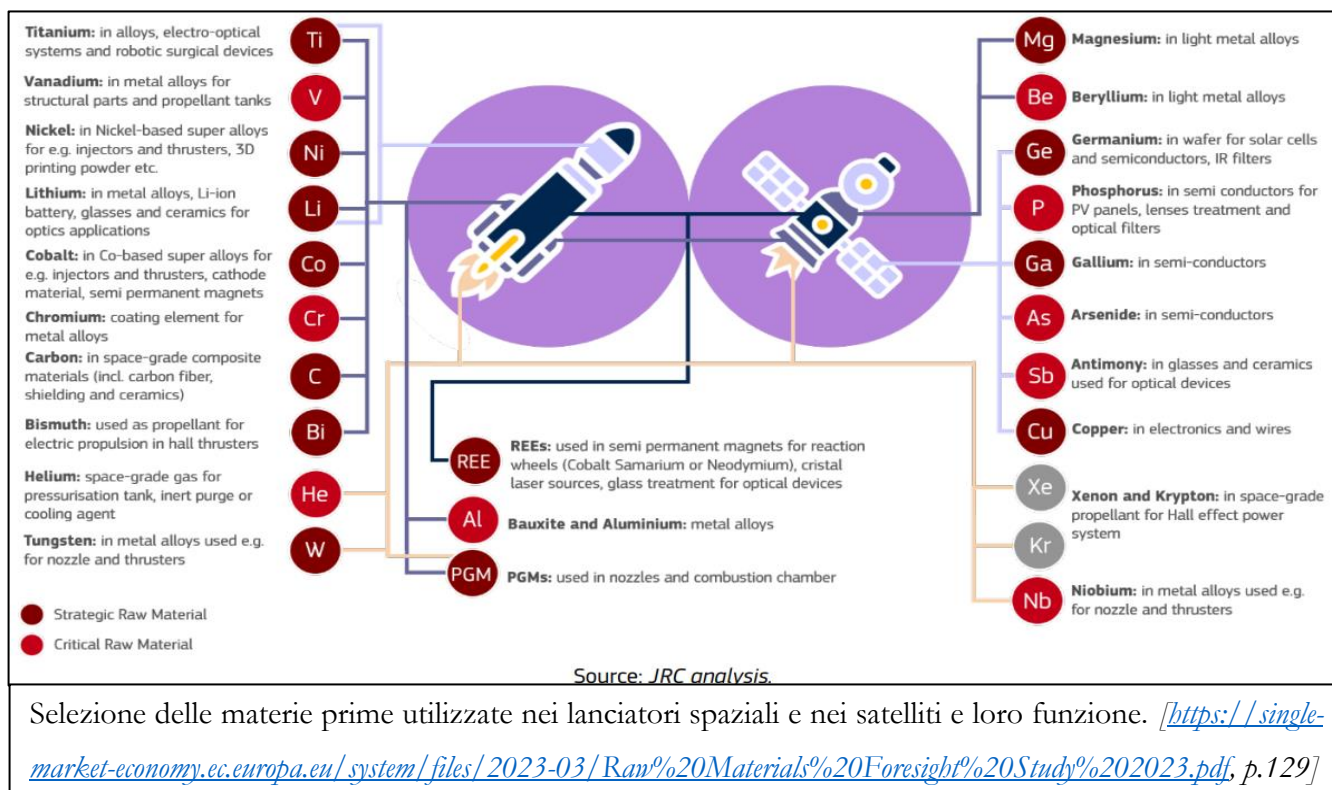 Titanium: in alloys, electro-optical
systems and robotic surgical devices
Ti
Vanadium: in metal alloys for
structural parts and propellant tanks
V
Nickel: in Nickel-based super alloys
for e.g. injectors and thrusters, 3D
printing powder etc.
Ni
Lithium: in metal alloys, Li-ion
battery, glasses and ceramics for
optics applications
Li
Cobalt: in Co-based super alloys for
e.g. injectors and thrusters, cathode
material, semi permanent magnets
Co
Chromium: coating element for
metal alloys
Cr
Carbon: in space-grade composite
materials (incl. carbon fiber,
shielding and ceramics)
C
Bismuth: used as propellant for
electric propulsion in hall thrusters
Bi
Helium: space-grade gas for
pressurisation tank, inert purge or
cooling agent
He
Tungsten: in metal alloys used e.g.
for nozzle and thrusters
W
Strategic Raw Material
Critical Raw Material
REE
REEs: used in semi permanent magnets for reaction
wheels (Cobalt Samarium or Neodymium), cristal
laser sources, glass treatment for optical devices
Al
Bauxite and Aluminium: metal alloys
PGM
PGMs: used in nozzles and combustion chamber
Mg
Magnesium: in light metal alloys
Be
Beryllium: in light metal alloys
Ge
Germanium: in wafer for solar cells
and semiconductors, IR filters
P
Phosphorus: in semi conductors for
PV panels, lenses treatment and
optical filters
Ga
Gallium: in semi-conductors
As
Arsenide: in semi-conductors
Sb
Antimony: in glasses and ceramics
used for optical devices
Cu
Copper: in electronics and wires
Xe
Kr
Xenon and Krypton: in space-grade
propellant for Hall effect power
system
Nb
Niobium: in metal alloys used e.g.
for nozzle and thrusters
Source: JRC analysis.
Selezione delle materie prime utilizzate nei lanciatori spaziali e nei satelliti e loro funzione. [https://single-
market-economy.ec.europa.eu/system/files/2023-03/Raw%20Materials%20Foresight%20Study%202023.pdf, p.129]